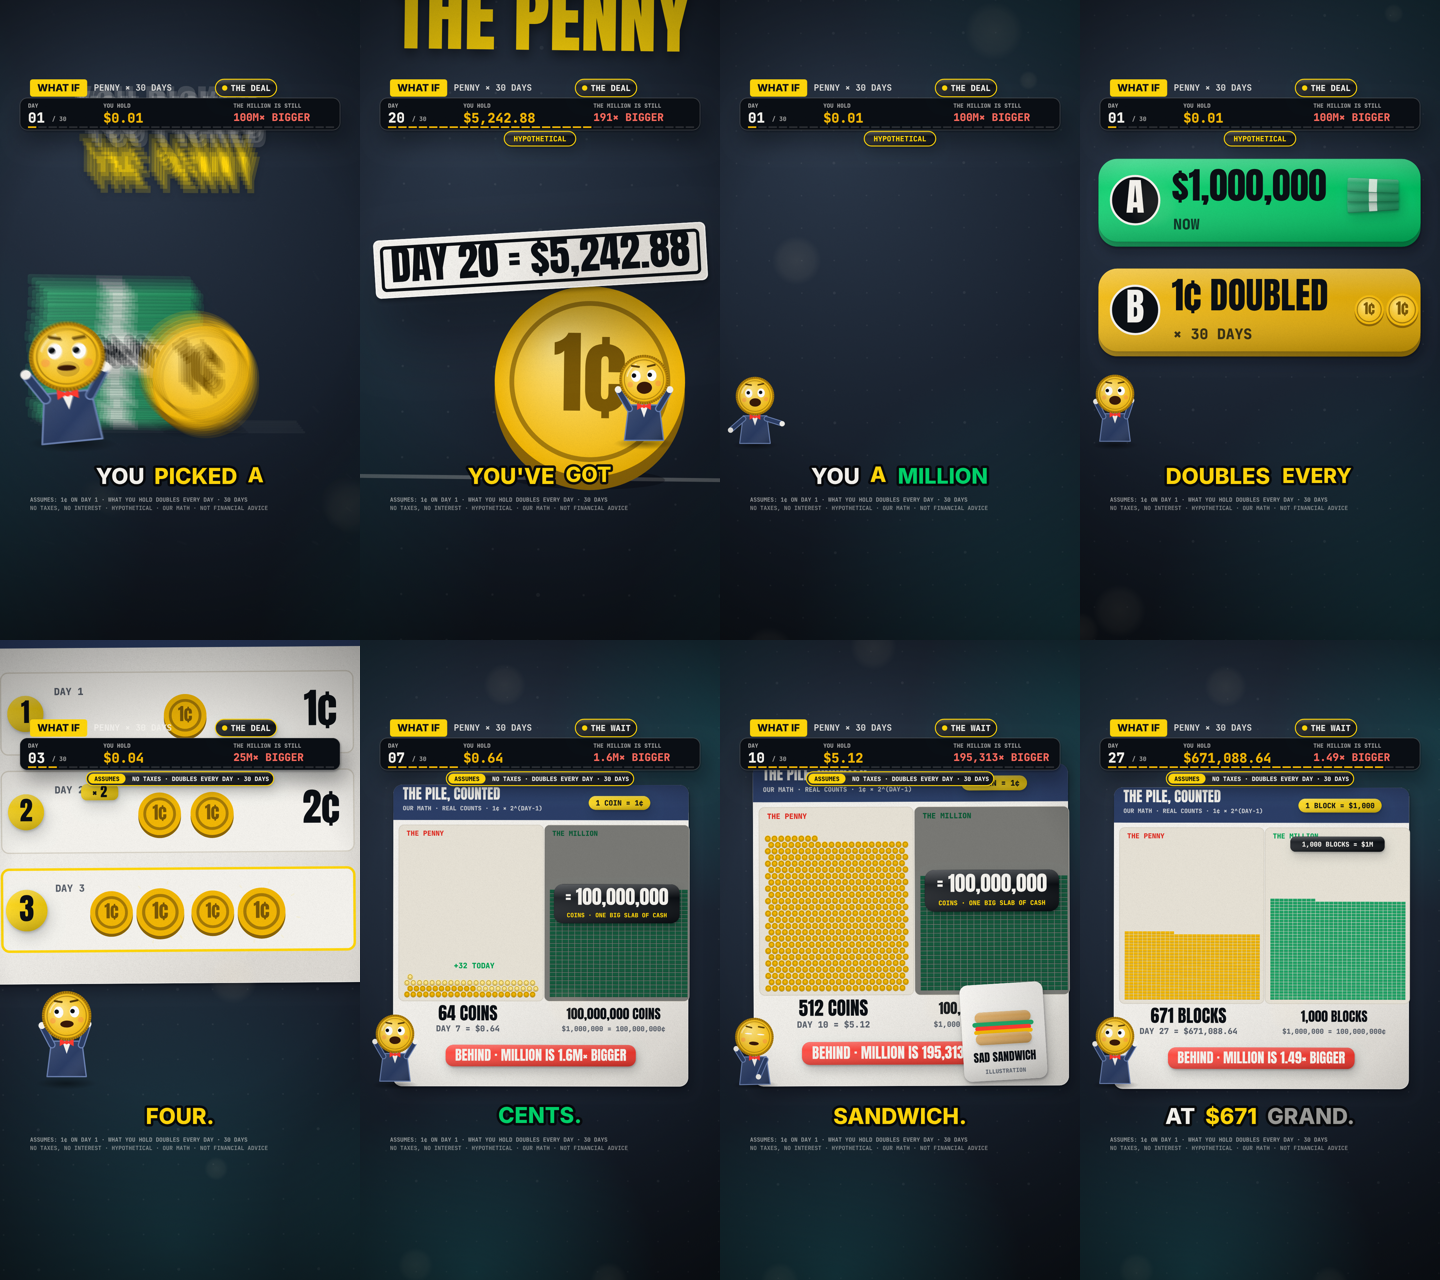 WHAT IF PENNY × 30 DAYS THE DEAL
DAY YOU HOLD THE MILLION IS STILL
01 / 30 $0.01 100M× BIGGER
THE PENNY
1¢
YOU PICKED A
ASSUMES: 1¢ ON DAY 1 · WHAT YOU HOLD DOUBLES EVERY DAY · 30 DAYS
NO TAXES, NO INTEREST · HYPOTHETICAL · OUR MATH · NOT FINANCIAL ADVICE
THE PENNY
WHAT IF PENNY × 30 DAYS THE DEAL
DAY YOU HOLD THE MILLION IS STILL
20 / 30 $5,242.88 191× BIGGER
HYPOTHETICAL
DAY 20 = $5,242.88
1¢
YOU'VE GOT
ASSUMES: 1¢ ON DAY 1 · WHAT YOU HOLD DOUBLES EVERY DAY · 30 DAYS
NO TAXES, NO INTEREST · HYPOTHETICAL · OUR MATH · NOT FINANCIAL ADVICE
WHAT IF PENNY × 30 DAYS THE DEAL
DAY YOU HOLD THE MILLION IS STILL
01 / 30 $0.01 100M× BIGGER
HYPOTHETICAL
YOU A MILLION
ASSUMES: 1¢ ON DAY 1 · WHAT YOU HOLD DOUBLES EVERY DAY · 30 DAYS
NO TAXES, NO INTEREST · HYPOTHETICAL · OUR MATH · NOT FINANCIAL ADVICE
WHAT IF PENNY × 30 DAYS THE DEAL
DAY YOU HOLD THE MILLION IS STILL
01 / 30 $0.01 100M× BIGGER
HYPOTHETICAL
A $1,000,000
NOW
B 1¢ DOUBLED 1¢ 1¢
× 30 DAYS
DOUBLES EVERY
ASSUMES: 1¢ ON DAY 1 · WHAT YOU HOLD DOUBLES EVERY DAY · 30 DAYS
NO TAXES, NO INTEREST · HYPOTHETICAL · OUR MATH · NOT FINANCIAL ADVICE
DAY 1
1 1¢ 1¢
WHAT IF PENNY × 30 DAYS THE DEAL
DAY YOU HOLD THE MILLION IS STILL
03 / 30 $0.04 25M× BIGGER
ASSUMES NO TAXES · DOUBLES EVERY DAY · 30 DAYS
DAY 2 × 2
2 1¢ 1¢ 2¢
DAY 3
3 1¢ 1¢ 1¢ 1¢
FOUR.
ASSUMES: 1¢ ON DAY 1 · WHAT YOU HOLD DOUBLES EVERY DAY · 30 DAYS
NO TAXES, NO INTEREST · HYPOTHETICAL · OUR MATH · NOT FINANCIAL ADVICE
WHAT IF PENNY × 30 DAYS THE WAIT
DAY YOU HOLD THE MILLION IS STILL
07 / 30 $0.64 1.6M× BIGGER
ASSUMES NO TAXES · DOUBLES EVERY DAY · 30 DAYS
THE PILE, COUNTED
OUR MATH · REAL COUNTS · 1¢ × 2^(DAY-1) 1 COIN = 1¢
THE PENNY THE MILLION
= 100,000,000
COINS · ONE BIG SLAB OF CASH
+32 TODAY
64 COINS 100,000,000 COINS
DAY 7 = $0.64 $1,000,000 = 100,000,000¢
BEHIND · MILLION IS 1.6M× BIGGER
CENTS.
ASSUMES: 1¢ ON DAY 1 · WHAT YOU HOLD DOUBLES EVERY DAY · 30 DAYS
NO TAXES, NO INTEREST · HYPOTHETICAL · OUR MATH · NOT FINANCIAL ADVICE
WHAT IF PENNY × 30 DAYS THE WAIT
DAY YOU HOLD THE MILLION IS STILL
10 / 30 $5.12 195,313× BIGGER
ASSUMES NO TAXES · DOUBLES EVERY DAY · 30 DAYS
THE
OUR MATH · REAL COUNTS · 1¢ × 2^(DAY-1) = 1¢
THE PENNY THE MILLION
= 100,000,000
COINS · ONE BIG SLAB OF CASH
512 COINS 100,
DAY 10 = $5.12 $1,000
BEHIND · MILLION IS 195,313
SAD SANDWICH
ILLUSTRATION
SANDWICH.
ASSUMES: 1¢ ON DAY 1 · WHAT YOU HOLD DOUBLES EVERY DAY · 30 DAYS
NO TAXES, NO INTEREST · HYPOTHETICAL · OUR MATH · NOT FINANCIAL ADVICE
WHAT IF PENNY × 30 DAYS THE WAIT
DAY YOU HOLD THE MILLION IS STILL
27 / 30 $671,088.64 1.49× BIGGER
ASSUMES NO TAXES · DOUBLES EVERY DAY · 30 DAYS
THE PILE, COUNTED
OUR MATH · REAL COUNTS · 1¢ × 2^(DAY-1) 1 BLOCK = $1,000
THE PENNY THE
1,000 BLOCKS = $1M
671 BLOCKS 1,000 BLOCKS
DAY 27 = $671,088.64 $1,000,000 = 100,000,000¢
BEHIND · MILLION IS 1.49× BIGGER
AT $671 GRAND.
ASSUMES: 1¢ ON DAY 1 · WHAT YOU HOLD DOUBLES EVERY DAY · 30 DAYS
NO TAXES, NO INTEREST · HYPOTHETICAL · OUR MATH · NOT FINANCIAL ADVICE